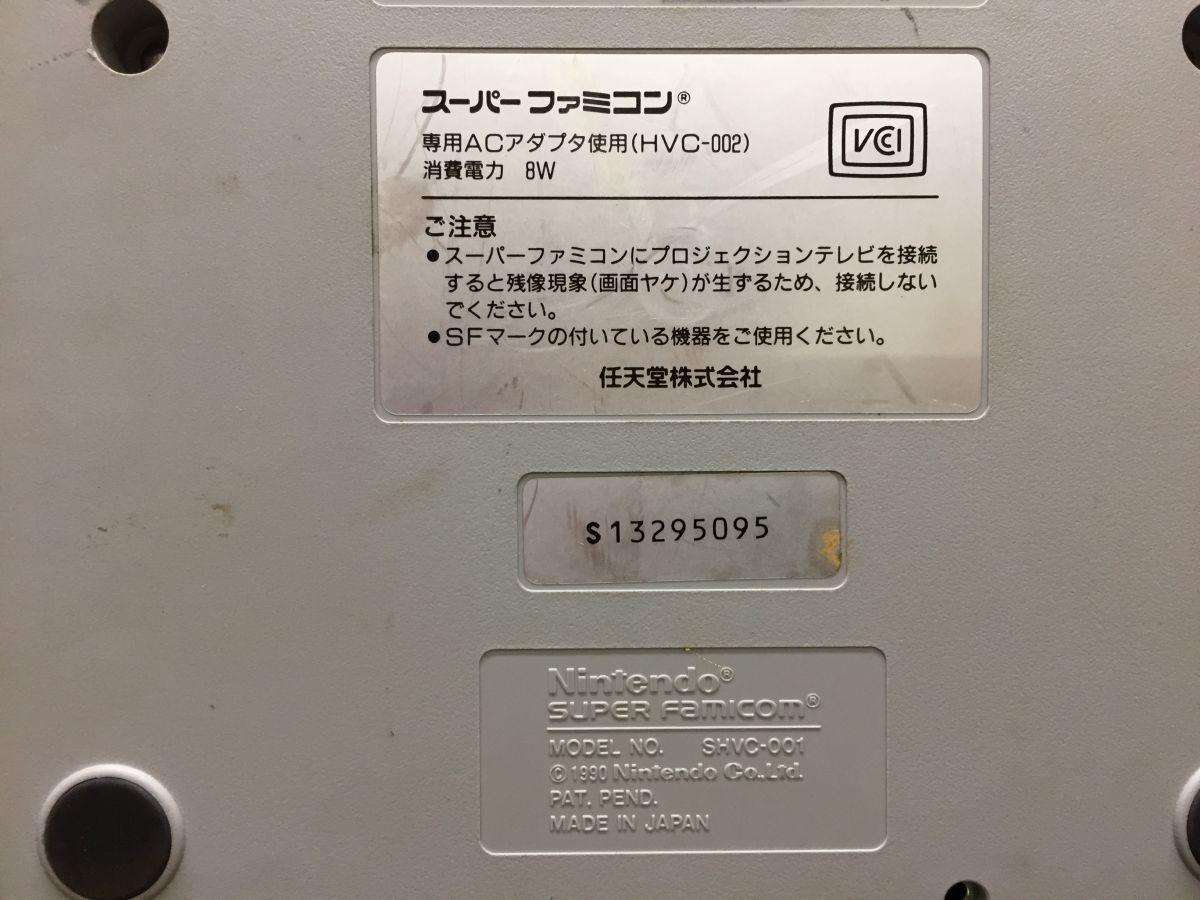 スーパーファミコン®
専用ACアダプタ使用(HVC-002)
消費電力 8W
VCCI
ご注意
●スーパーファミコンにプロジェクションテレビを接続
すると残像現象(画面ヤケ)が生ずるため、接続しない
でください。
●SFマークの付いている機器をご使用ください。
任天堂株式会社
S13295095
Nintendo®
SUPER FAMICOM®
MODEL NO. SHVC-001
© 1990 Nintendo Co.,Ltd.
PAT. PEND.
MADE IN JAPAN